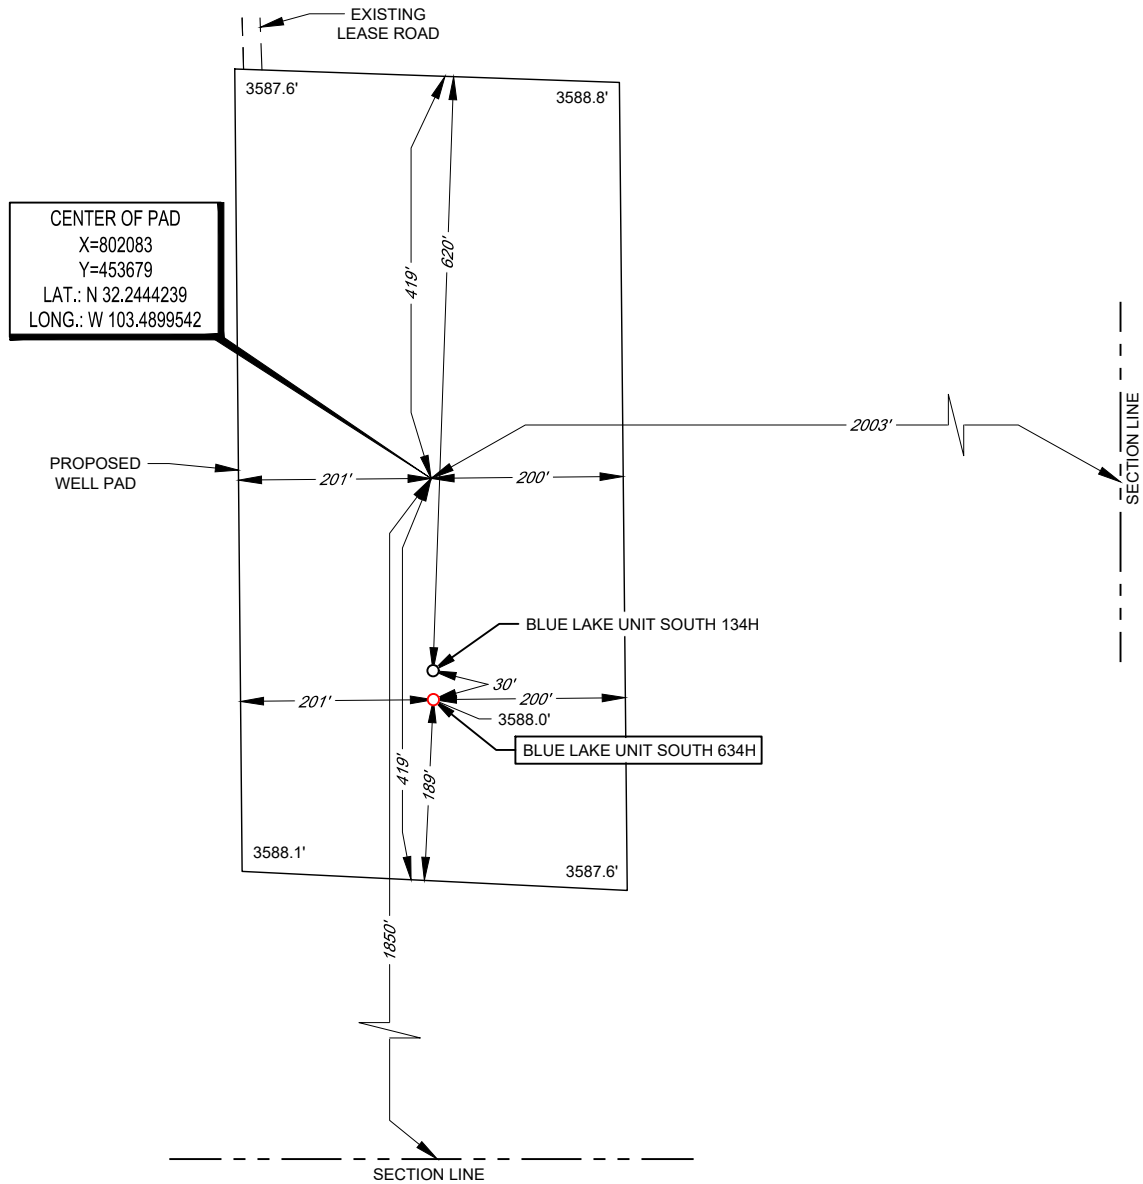 EXISTING
LEASE ROAD
3587.6'
3588.8'
CENTER OF PAD
X=802083
Y=453679
LAT.: N 32.2444239
LONG.: W 103.4899542
419'
620'
2003'
SECTION LINE
PROPOSED
WELL PAD
201'
200'
BLUE LAKE UNIT SOUTH 134H
30'
201'
200'
3588.0'
BLUE LAKE UNIT SOUTH 634H
419'
189'
3588.1'
3587.6'
1850'
SECTION LINE